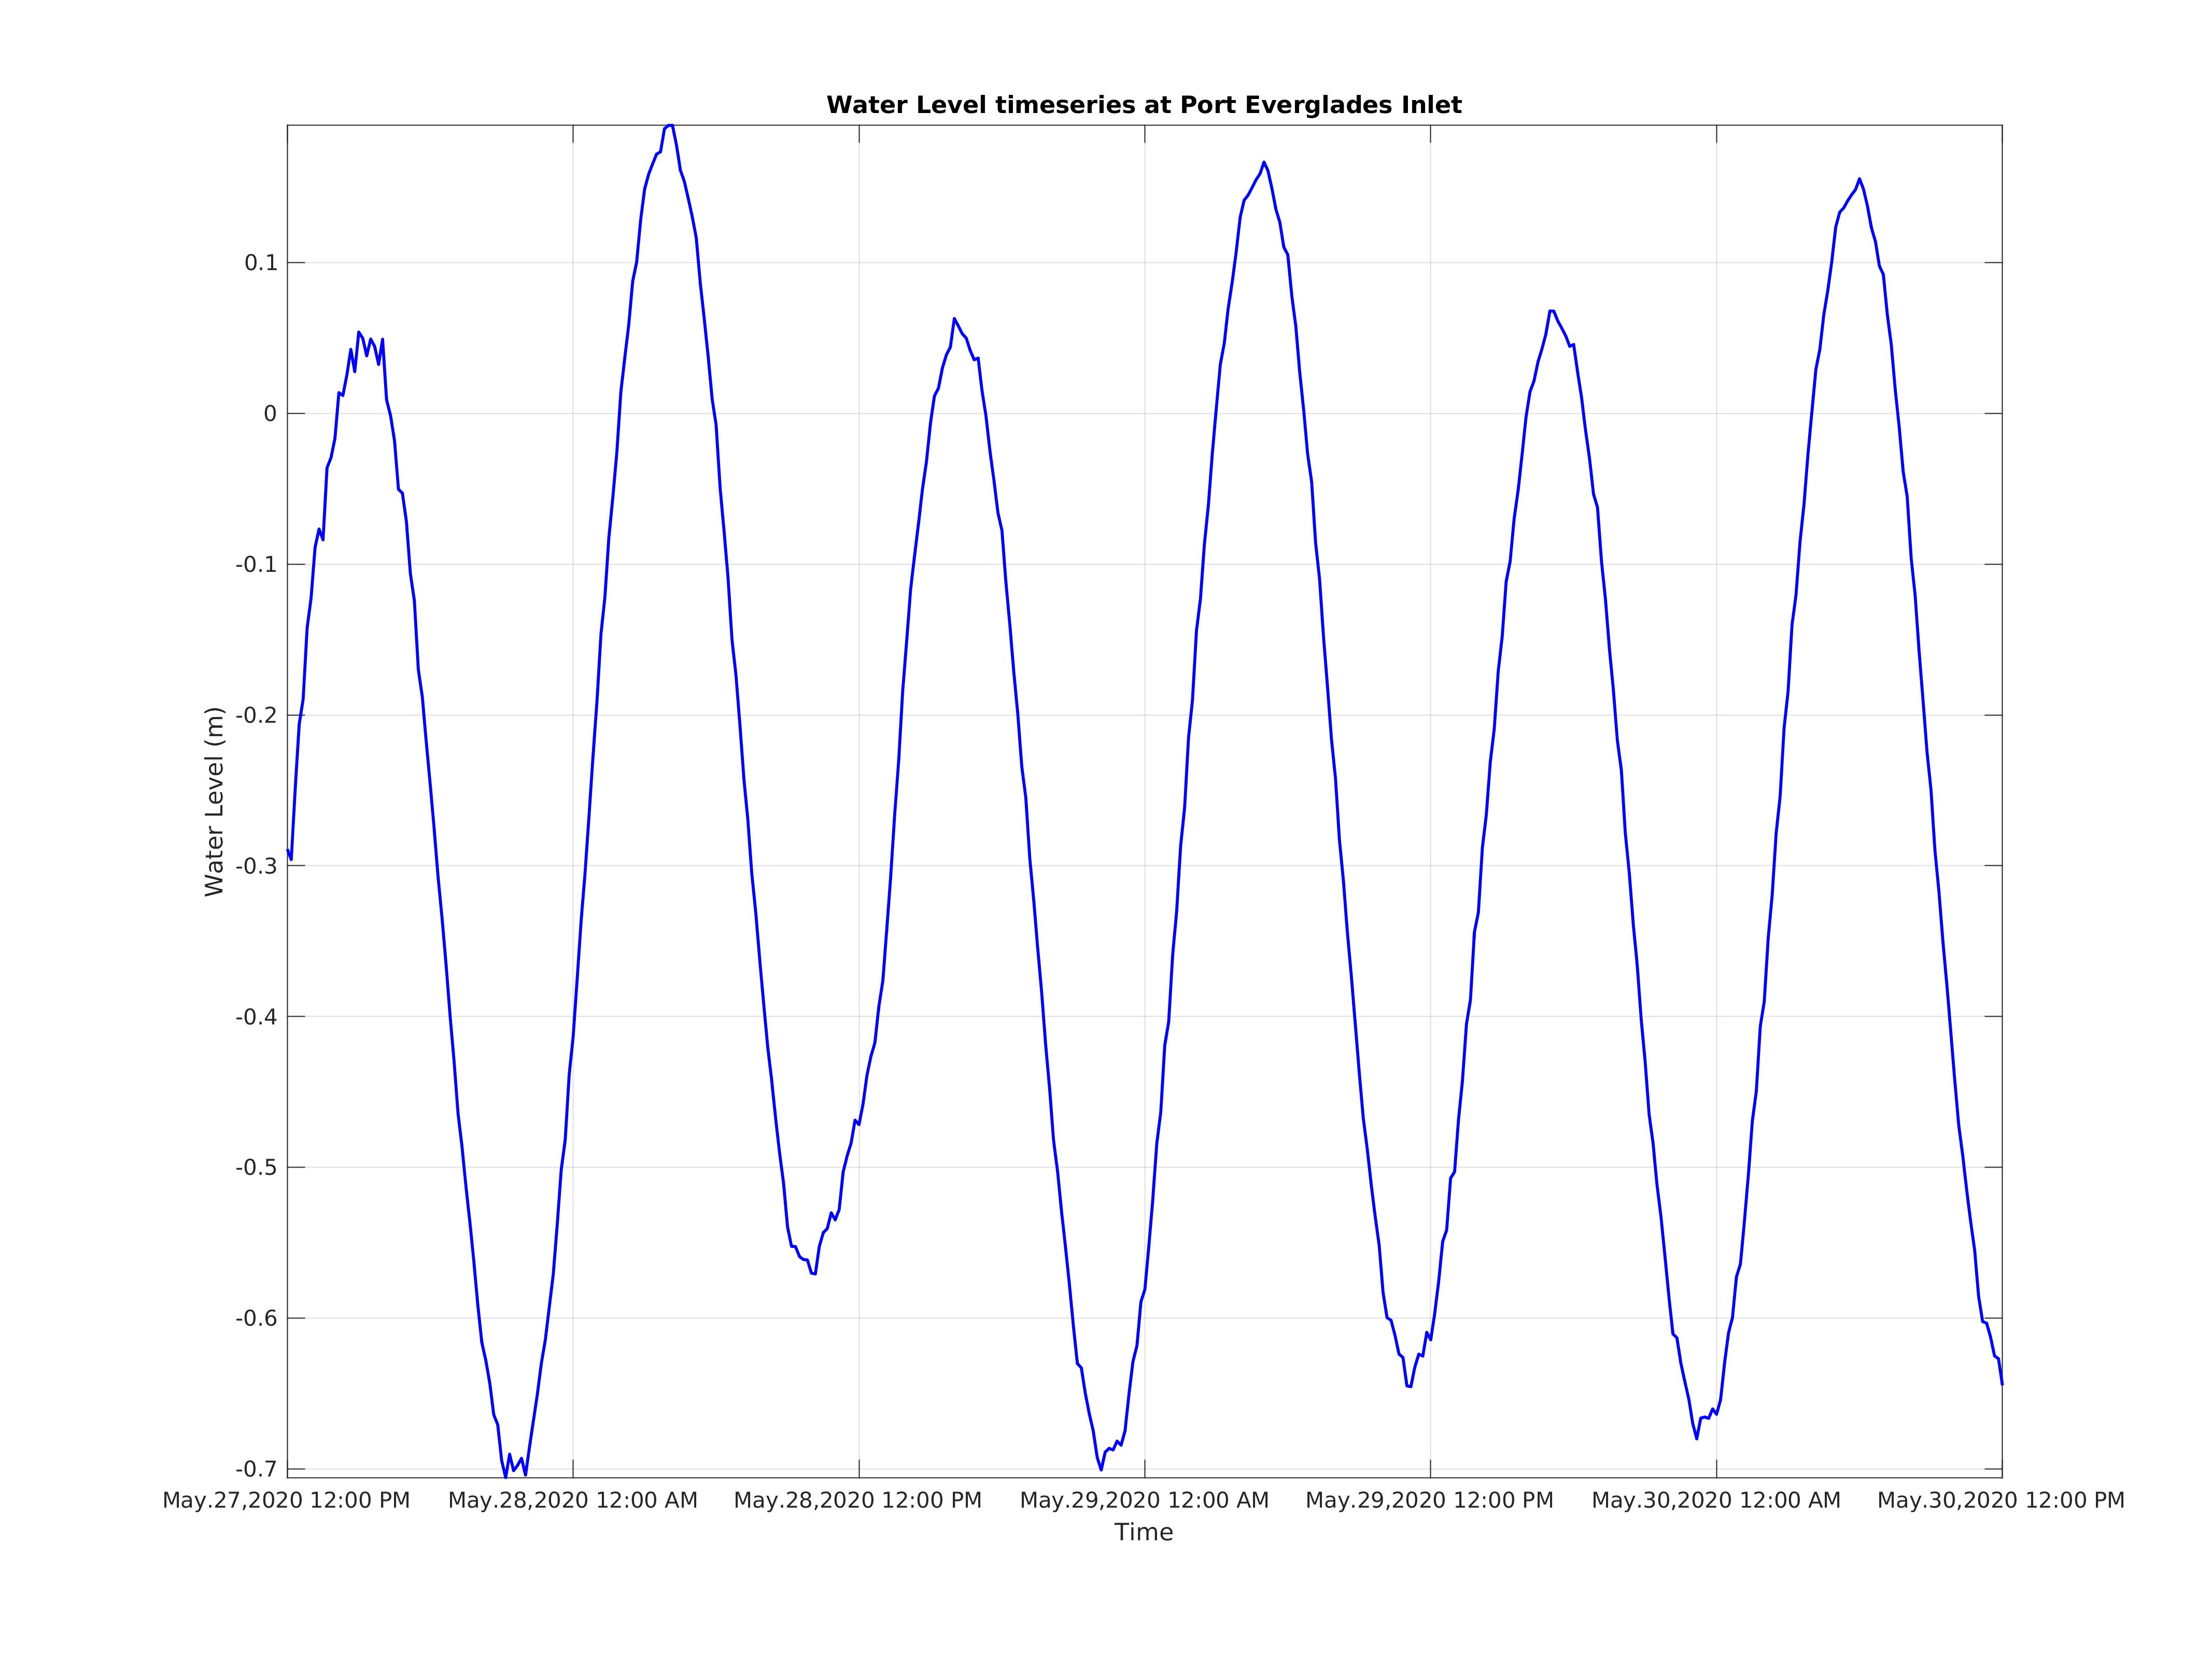 Water Level timeseries at Port Everglades Inlet
0.1
0
-0.1
-0.2
-0.3
-0.4
-0.5
-0.6
-0.7
Water Level (m)
May.27,2020 12:00 PM May.28,2020 12:00 AM May.28,2020 12:00 PM May.29,2020 12:00 AM May.29,2020 12:00 PM May.30,2020 12:00 AM May.30,2020 12:00 PM
Time